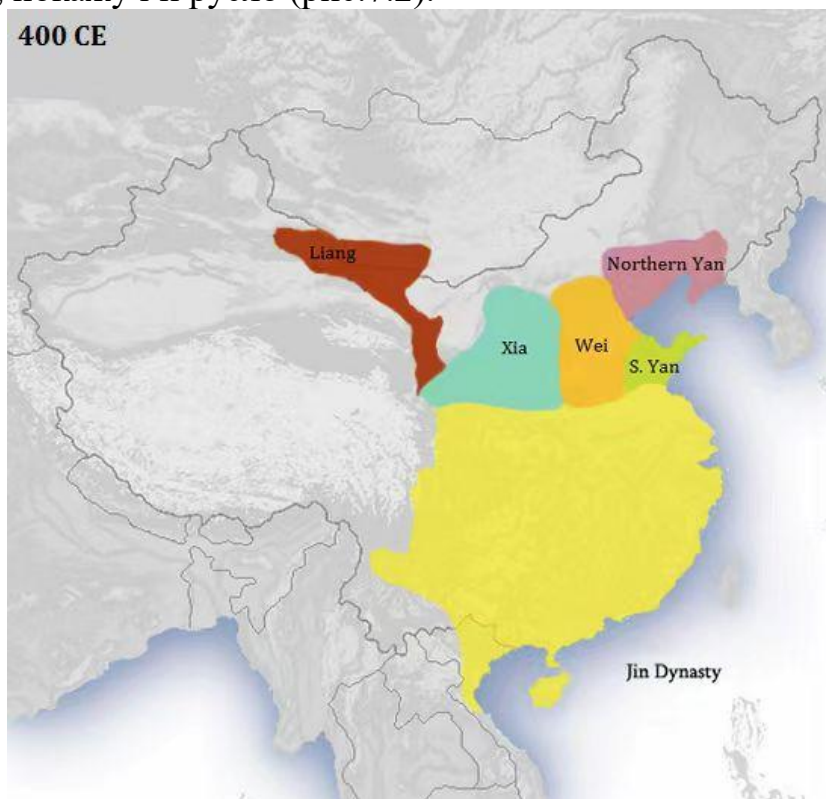 400 CE
Liang
Northern Yan
Xia
Wei
S. Yan
Jin Dynasty